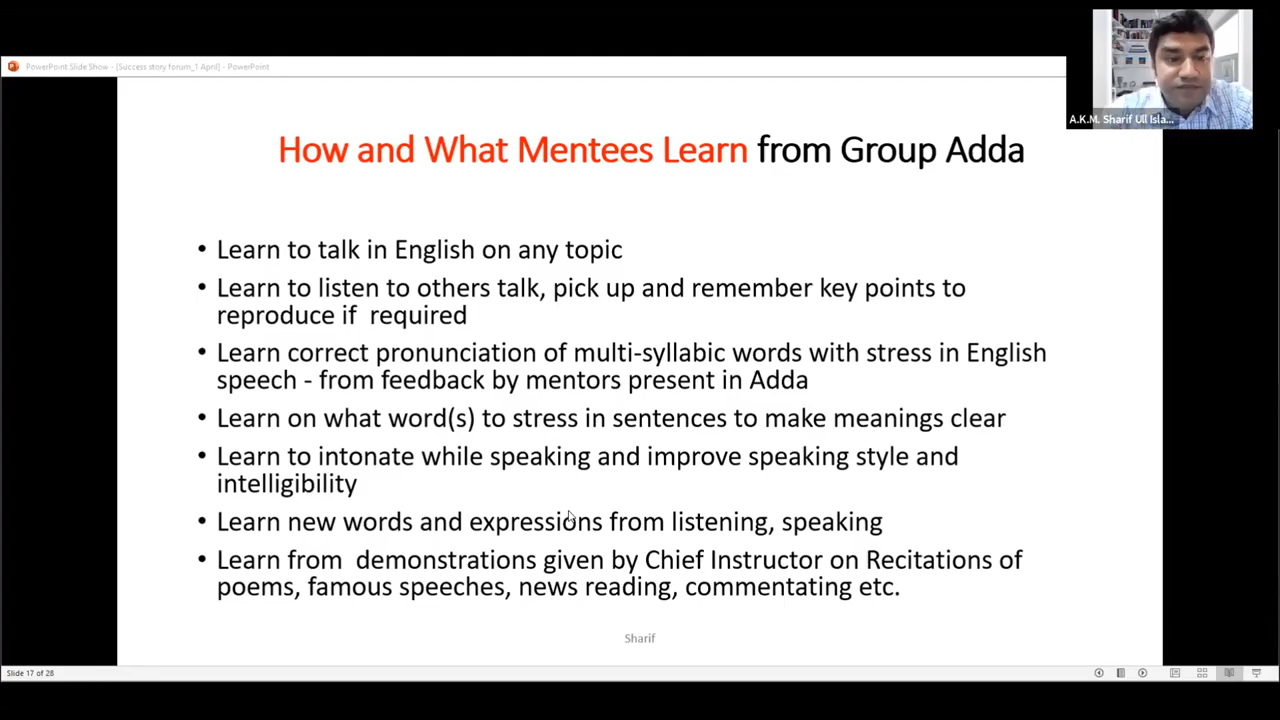 PowerPoint Slide Show - [Success story forum_1 April] - PowerPoint
A.K.M. Sharif Ull Isla...
How and What Mentees Learn from Group Adda
• Learn to talk in English on any topic
• Learn to listen to others talk, pick up and remember key points to
reproduce if  required
• Learn correct pronunciation of multi-syllabic words with stress in English
speech - from feedback by mentors present in Adda
• Learn on what word(s) to stress in sentences to make meanings clear
• Learn to intonate while speaking and improve speaking style and
intelligibility
• Learn new words and expressions from listening, speaking
• Learn from  demonstrations given by Chief Instructor on Recitations of
poems, famous speeches, news reading, commentating etc.
Sharif
Slide 17 of 28